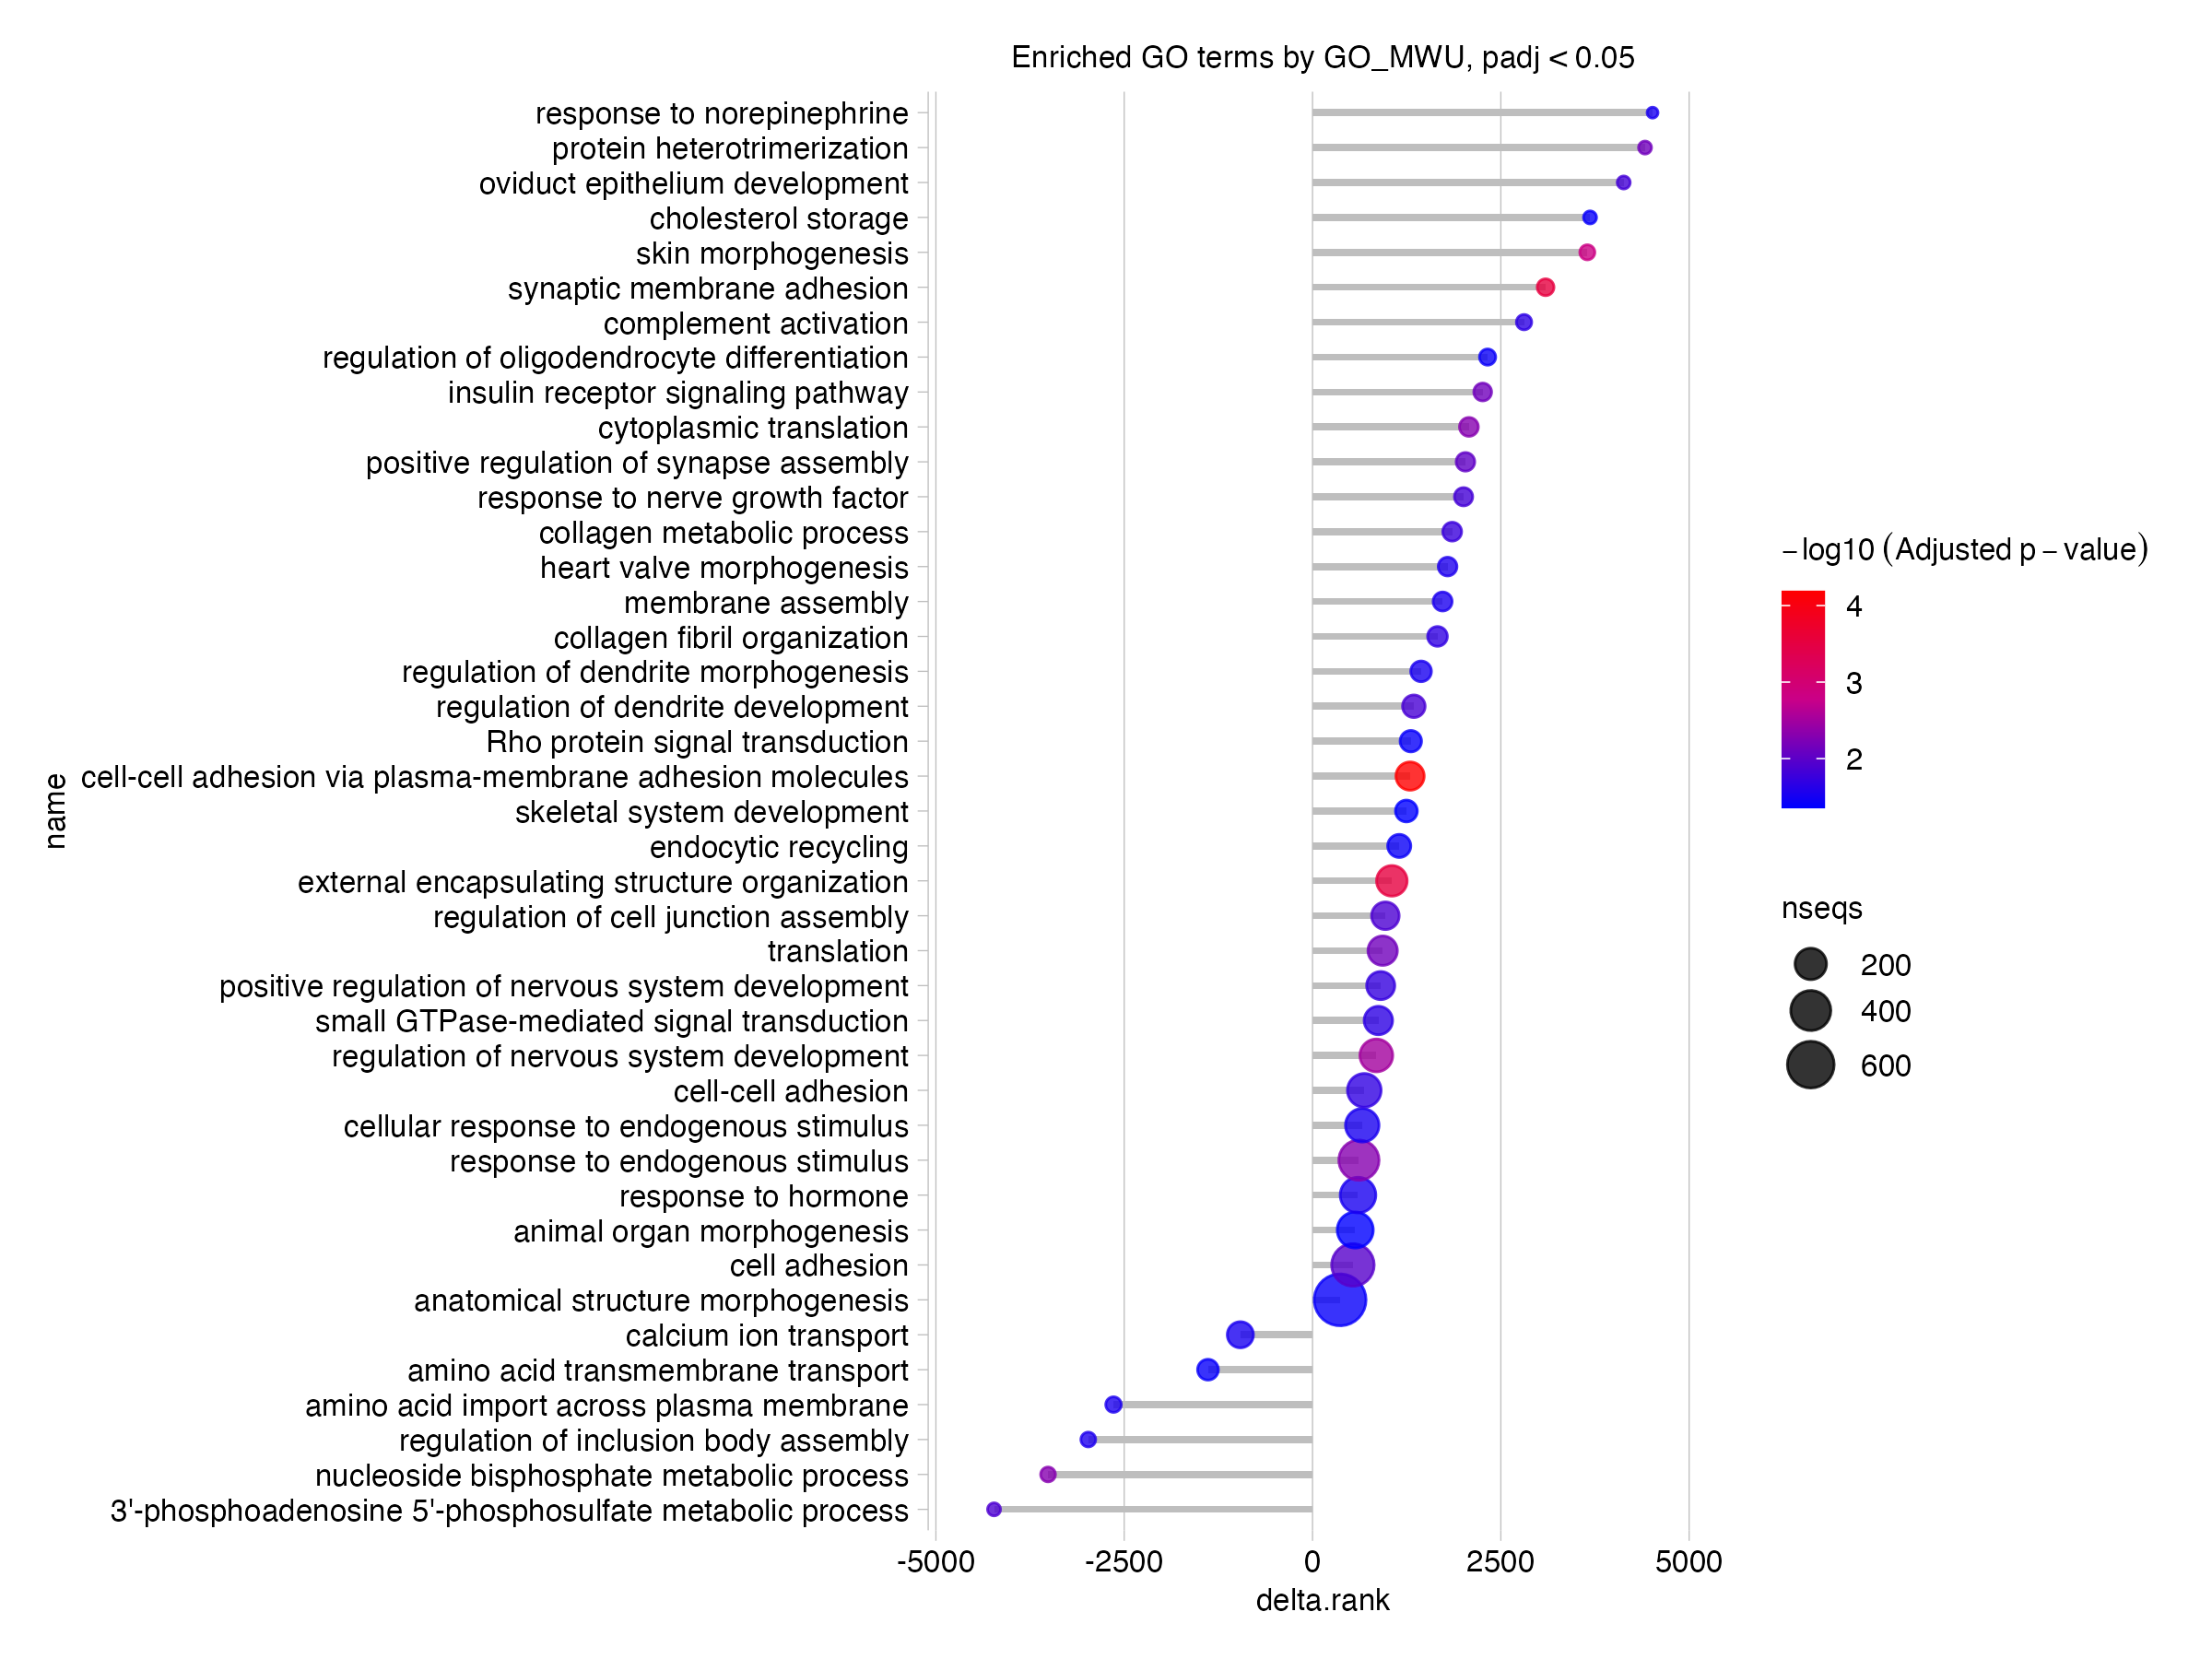 Enriched GO terms by GO_MWU, padj < 0.05
response to norepinephrine
protein heterotrimerization
oviduct epithelium development
cholesterol storage
skin morphogenesis
synaptic membrane adhesion
complement activation
regulation of oligodendrocyte differentiation
insulin receptor signaling pathway
cytoplasmic translation
positive regulation of synapse assembly
response to nerve growth factor
collagen metabolic process
heart valve morphogenesis
membrane assembly
collagen fibril organization
regulation of dendrite morphogenesis
regulation of dendrite development
Rho protein signal transduction
cell-cell adhesion via plasma-membrane adhesion molecules
skeletal system development
endocytic recycling
external encapsulating structure organization
regulation of cell junction assembly
translation
positive regulation of nervous system development
small GTPase-mediated signal transduction
regulation of nervous system development
cell-cell adhesion
cellular response to endogenous stimulus
response to endogenous stimulus
response to hormone
animal organ morphogenesis
cell adhesion
anatomical structure morphogenesis
calcium ion transport
amino acid transmembrane transport
amino acid import across plasma membrane
regulation of inclusion body assembly
nucleoside bisphosphate metabolic process
3'-phosphoadenosine 5'-phosphosulfate metabolic process
name
-5000 -2500 0 2500 5000
delta.rank
−log10 (Adjusted p − value)
4
3
2
nseqs
200
400
600